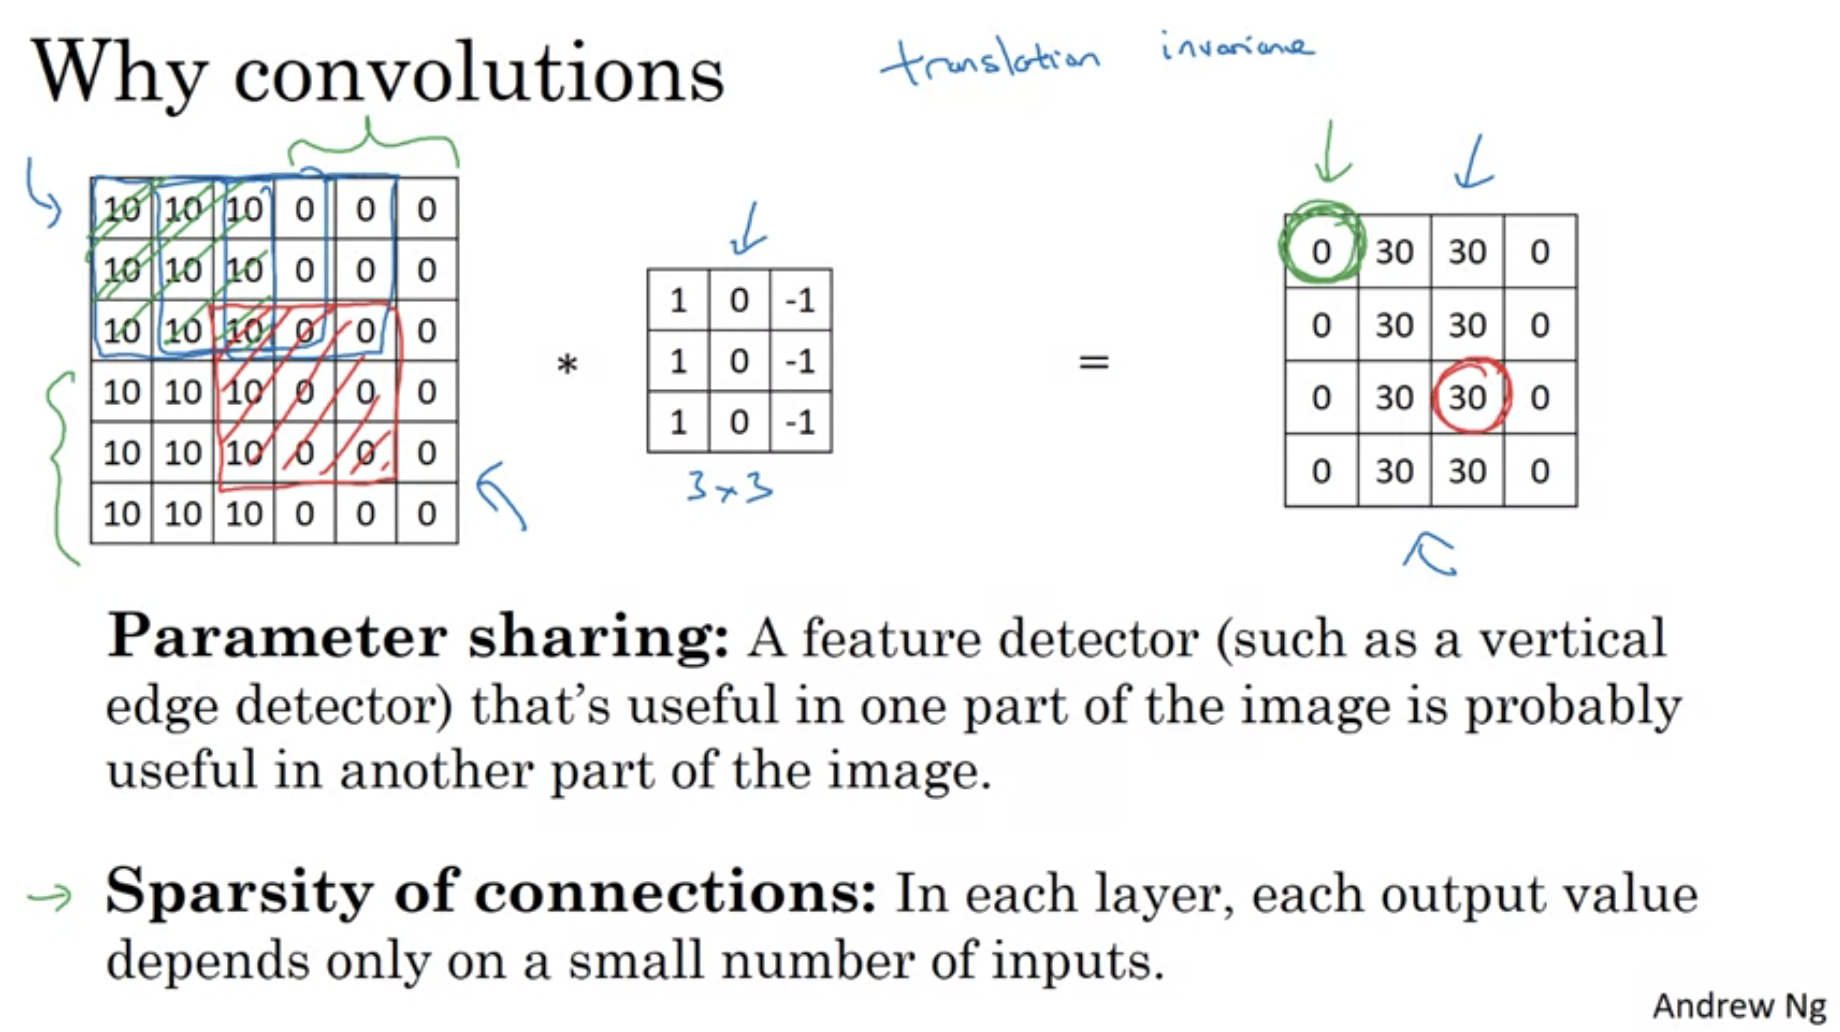 Why convolutions
translation invariance
10 10 10 0 0 0
10 10 10 0 0 0
10 10 10 0 0 0
10 10 10 0 0 0
10 10 10 0 0 0
10 10 10 0 0 0
*
1 0 -1
1 0 -1
1 0 -1
3x3
=
0 30 30 0
0 30 30 0
0 30 30 0
0 30 30 0
Parameter sharing: A feature detector (such as a vertical
edge detector) that’s useful in one part of the image is probably
useful in another part of the image.
→ Sparsity of connections: In each layer, each output value
depends only on a small number of inputs.
Andrew Ng